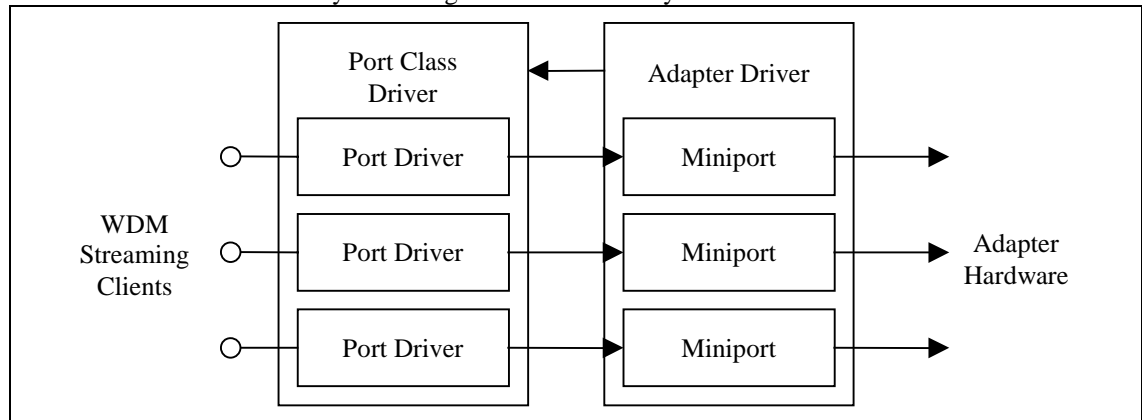 Port Class
Driver
Adapter Driver
Port Driver
Miniport
WDM
Streaming
Clients
Port Driver
Miniport
Adapter
Hardware
Port Driver
Miniport